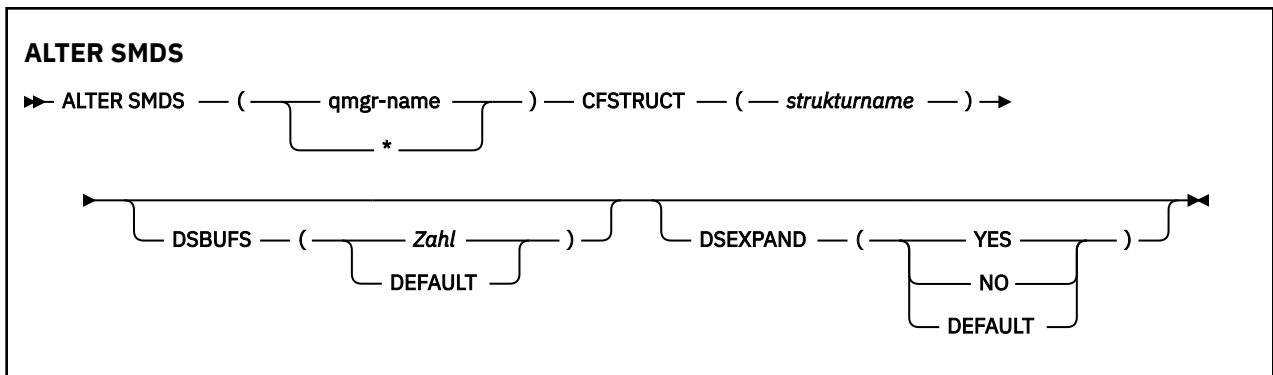 ALTER SMDS
ALTER SMDS ( qmgr-name ) CFSTRUCT ( strukturname )
*
DSBUFS ( Zahl ) DSEXPAND ( YES )
DEFAULT NO
DEFAULT